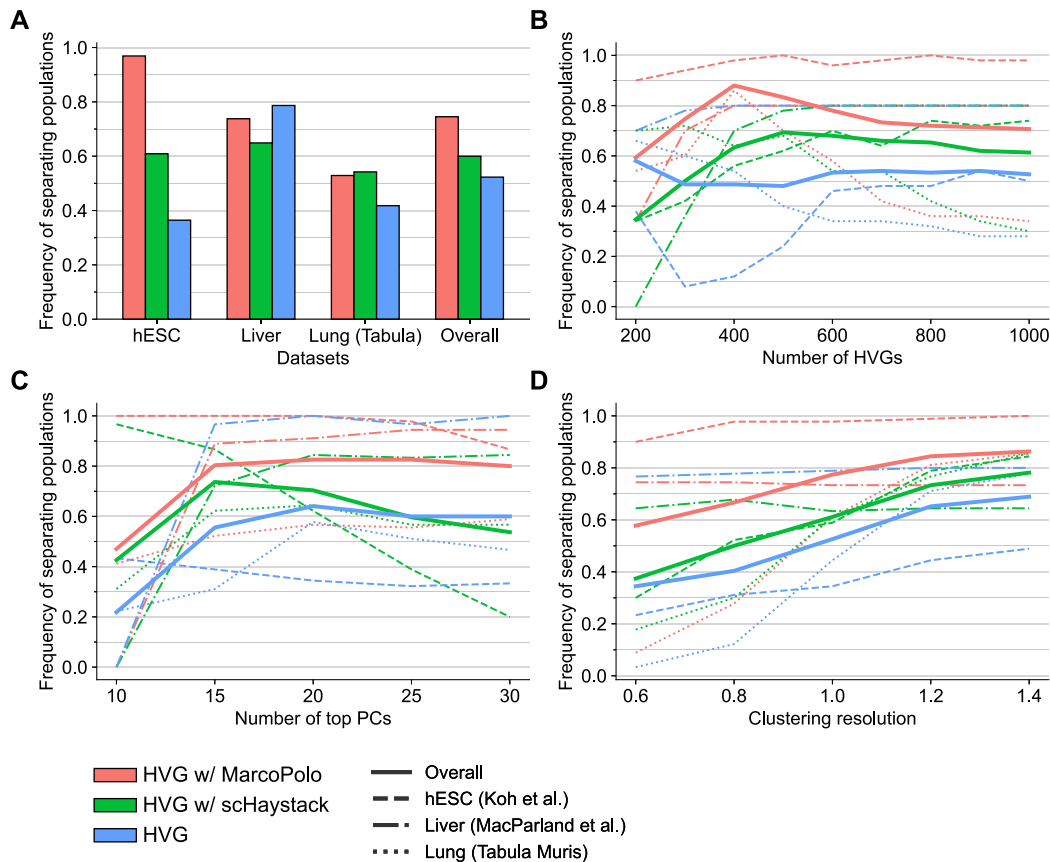 A
Frequency of separating populations
1.0
0.8
0.6
0.4
0.2
0.0
hESC Liver Lung (Tabula) Overall
Datasets
B
Frequency of separating populations
1.0
0.8
0.6
0.4
0.2
0.0
200 400 600 800 1000
Number of HVGs
C
Frequency of separating populations
1.0
0.8
0.6
0.4
0.2
0.0
10 15 20 25 30
Number of top PCs
D
Frequency of separating populations
1.0
0.8
0.6
0.4
0.2
0.0
0.6 0.8 1.0 1.2 1.4
Clustering resolution
HVG w/ MarcoPolo
HVG w/ scHaystack
HVG
Overall
hESC (Koh et al.)
Liver (MacParland et al.)
Lung (Tabula Muris)